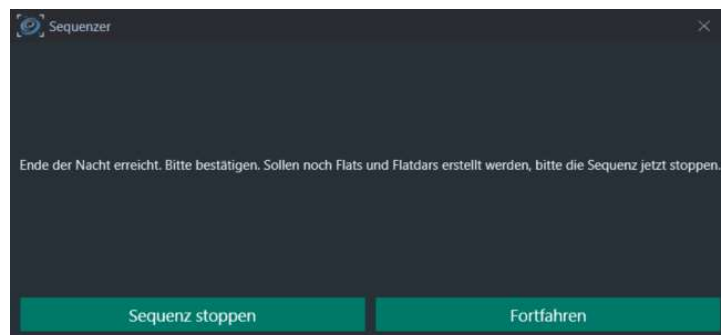 Sequenzer
Ende der Nacht erreicht. Bitte bestätigen. Sollen noch Flats und Flatdars erstellt werden, bitte die Sequenz jetzt stoppen.
Sequenz stoppen
Fortfahren